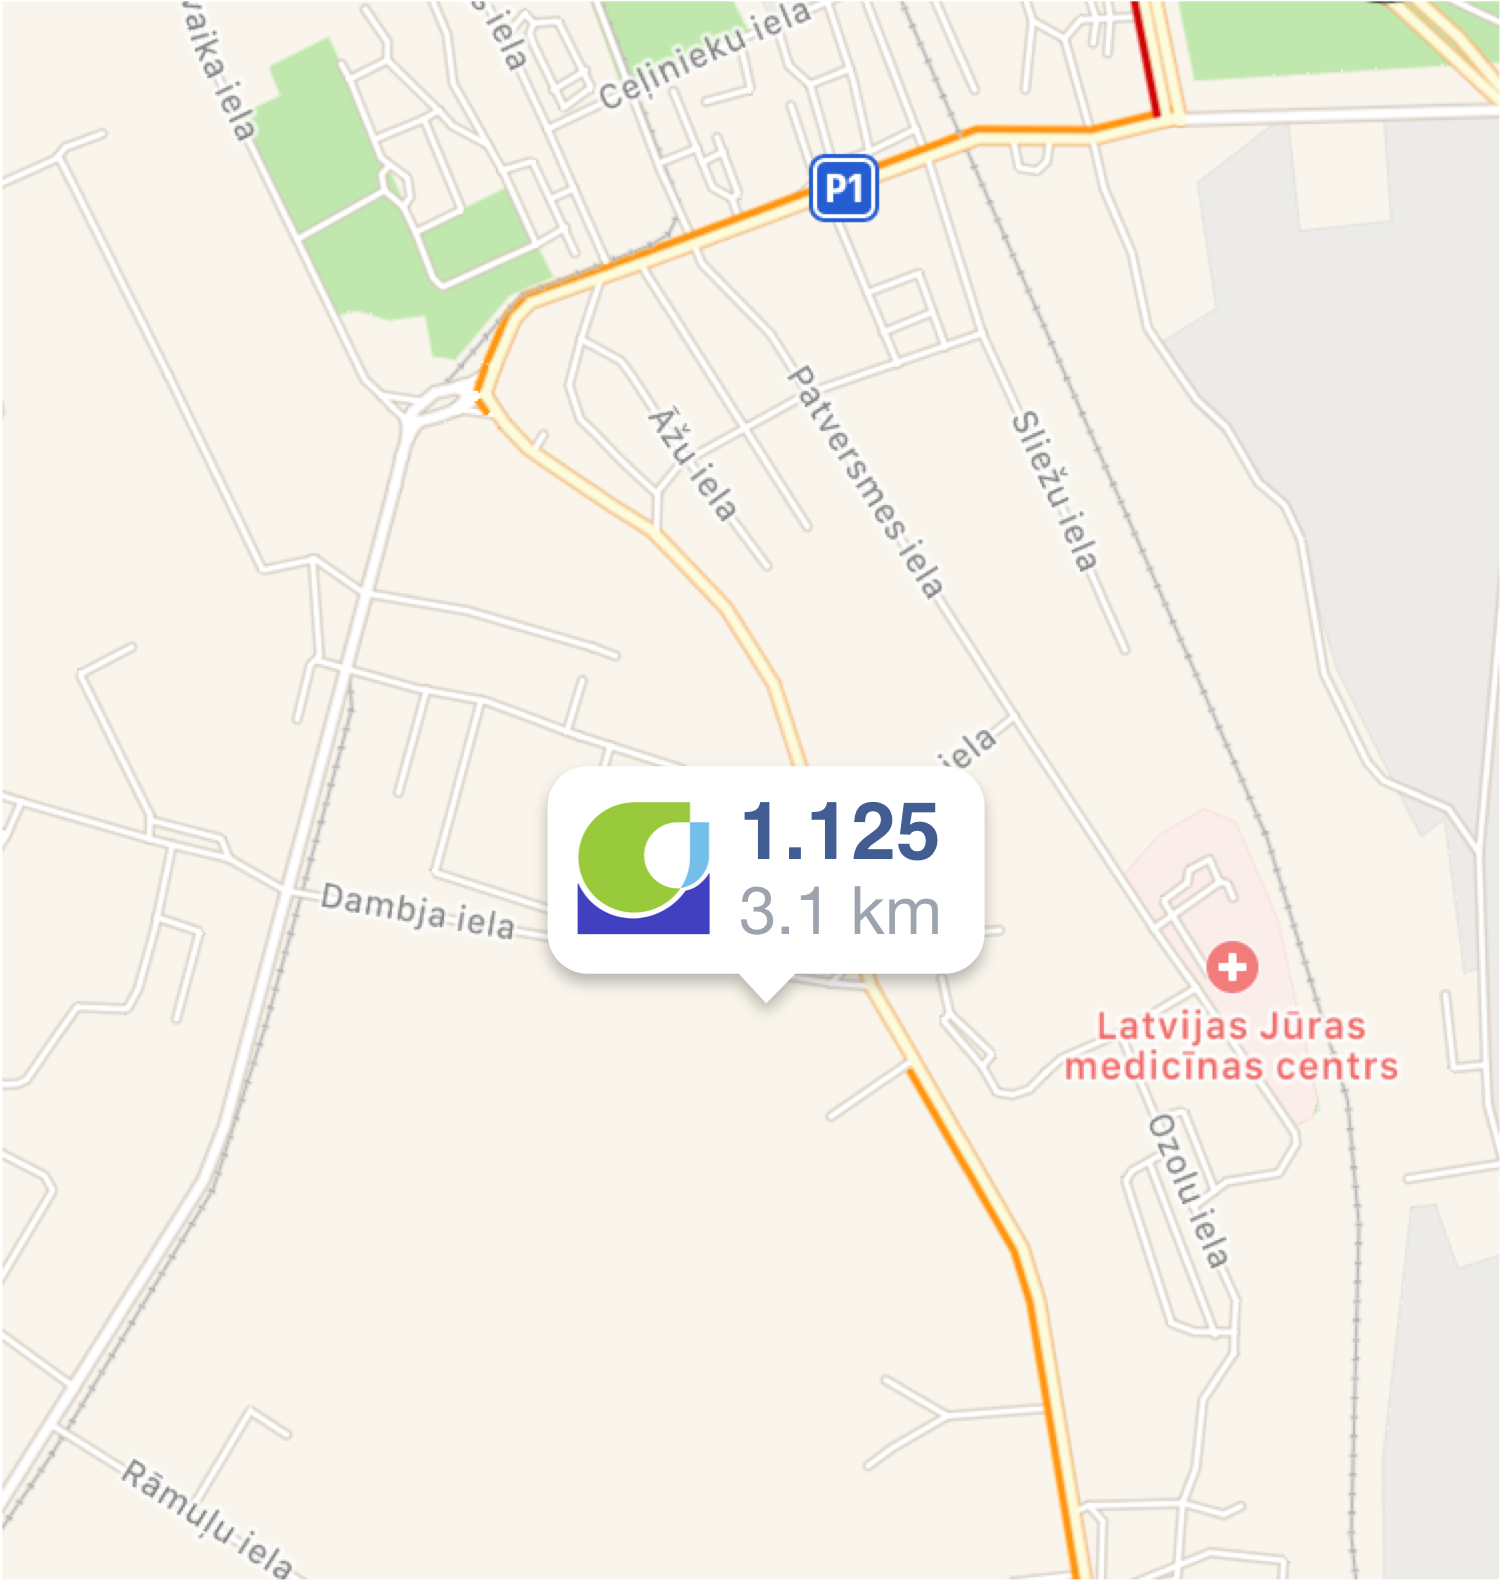 vaika iela
s iela
Ceļinieku iela
P1
Āžu iela
Patversmes iela
Sliežu iela
iela
1.125
3.1 km
Dambja iela
Latvijas Jūras
medicīnas centrs
Ozolu iela
Rāmuļu iela